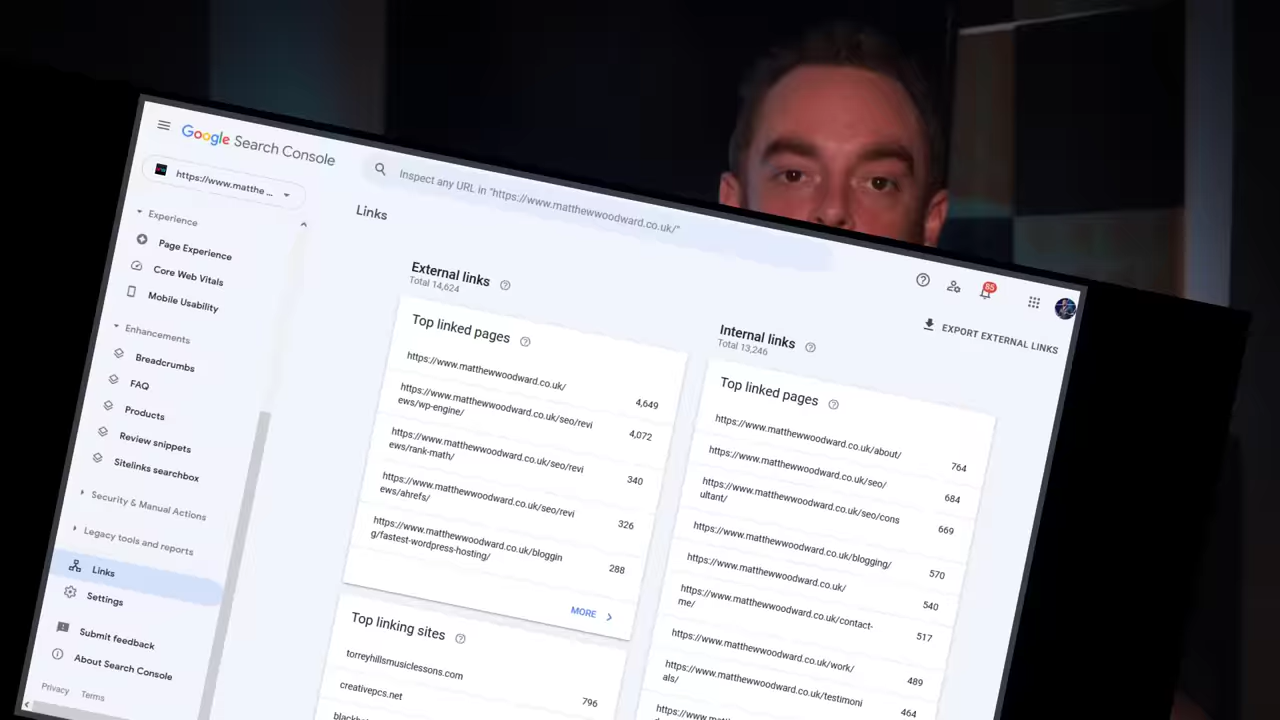 Google Search Console
Inspect any URL in "https://www.matthewwoodward.co.uk/"
https://www.matthe ...
Experience
Page Experience
Core Web Vitals
Mobile Usability
Enhancements
Breadcrumbs
FAQ
Products
Review snippets
Sitelinks searchbox
Security & Manual Actions
Legacy tools and reports
Links
Settings
Submit feedback
About Search Console
Privacy Terms
Links
85
EXPORT EXTERNAL LINKS
External links
Total 14,624
Top linked pages
https://www.matthewwoodward.co.uk/
4,649
https://www.matthewwoodward.co.uk/seo/revi
ews/wp-engine/
4,072
https://www.matthewwoodward.co.uk/seo/revi
ews/rank-math/
340
https://www.matthewwoodward.co.uk/seo/revi
ews/ahrefs/
326
https://www.matthewwoodward.co.uk/bloggin
g/fastest-wordpress-hosting/
288
MORE
Top linking sites
torreyhillsmusiclessons.com
796
creativepcs.net
Internal links
Total 13,246
Top linked pages
https://www.matthewwoodward.co.uk/about/
764
https://www.matthewwoodward.co.uk/seo/
684
https://www.matthewwoodward.co.uk/seo/cons
ultant/
669
https://www.matthewwoodward.co.uk/blogging/
570
https://www.matthewwoodward.co.uk/
540
https://www.matthewwoodward.co.uk/contact-
me/
517
https://www.matthewwoodward.co.uk/work/
489
https://www.matthewwoodward.co.uk/testimoni
als/
464